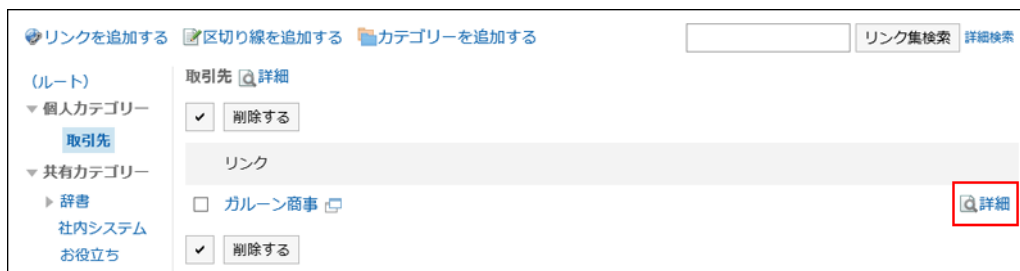 リンクを追加する 区切り線を追加する カテゴリーを追加する リンク集検索 詳細検索
(ルート)
個人カテゴリー
取引先
共有カテゴリー
辞書
社内システム
お役立ち
取引先 詳細
削除する
リンク
ガルーン商事 詳細
削除する